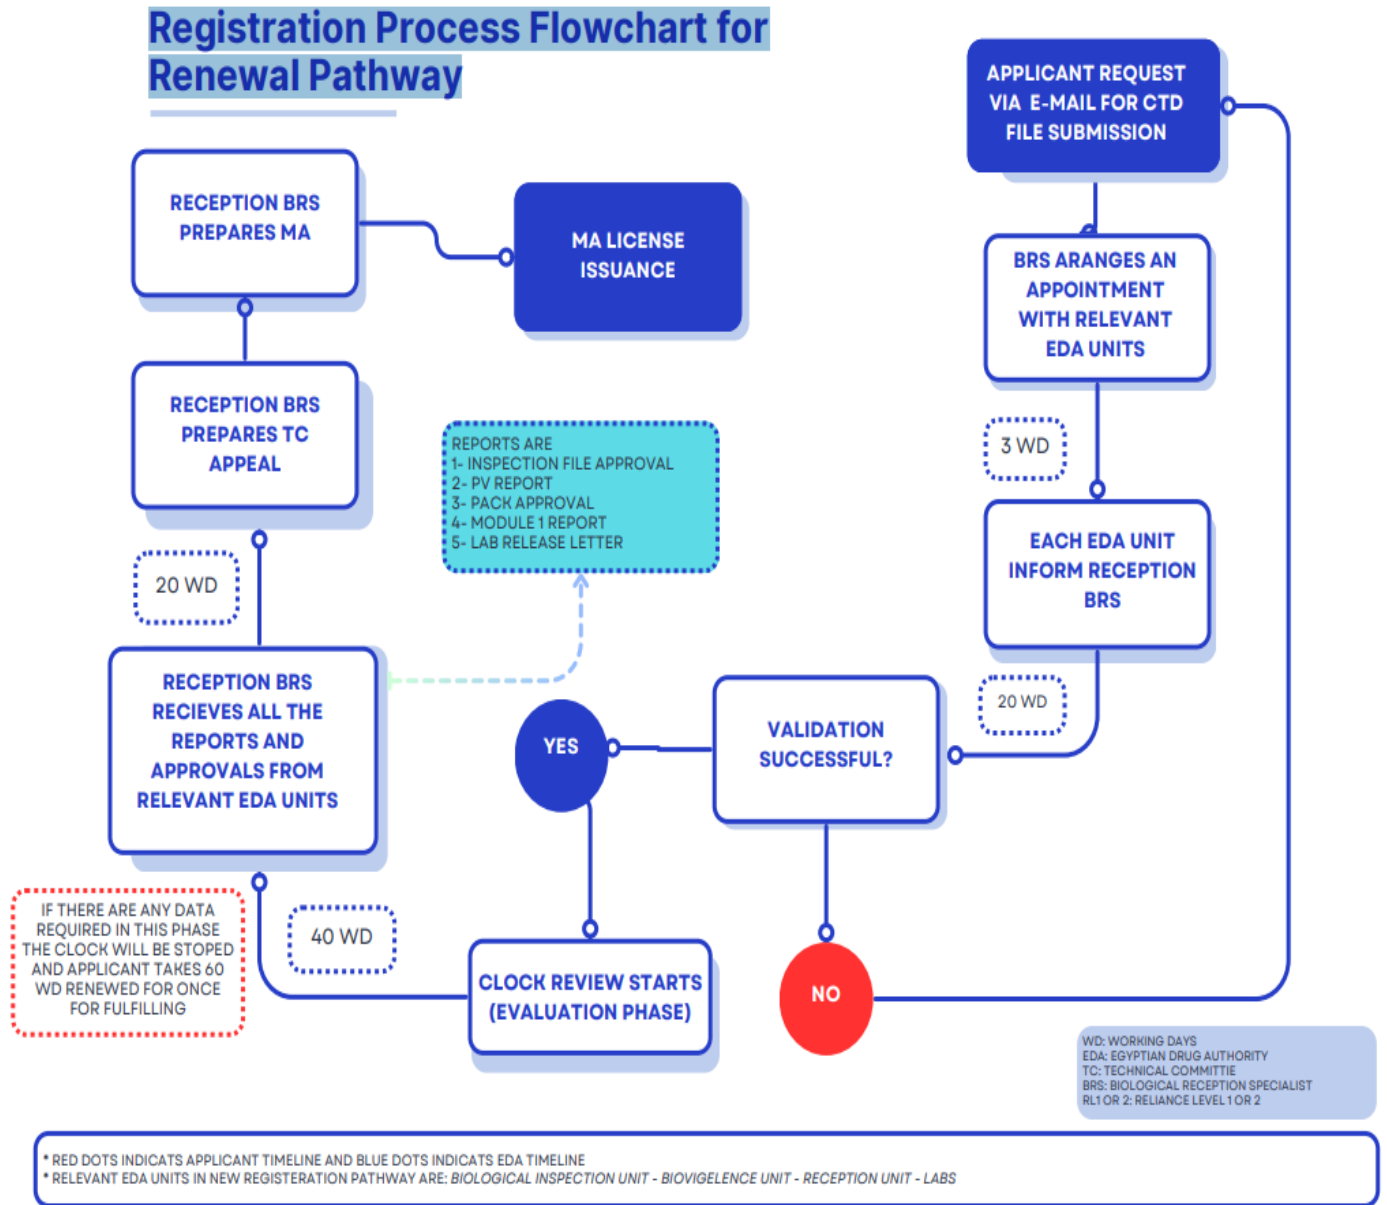 Registration Process Flowchart for
Renewal Pathway
APPLICANT REQUEST
VIA E-MAIL FOR CTD
FILE SUBMISSION
BRS ARANGES AN
APPOINTMENT
WITH RELEVANT
EDA UNITS
3 WD
EACH EDA UNIT
INFORM RECEPTION
BRS
20 WD
VALIDATION
SUCCESSFUL?
YES
NO
CLOCK REVIEW STARTS
(EVALUATION PHASE)
40 WD
IF THERE ARE ANY DATA
REQUIRED IN THIS PHASE
THE CLOCK WILL BE STOPED
AND APPLICANT TAKES 60
WD RENEWED FOR ONCE
FOR FULFILLING
RECEPTION BRS
RECIEVES ALL THE
REPORTS AND
APPROVALS FROM
RELEVANT EDA UNITS
REPORTS ARE
1- INSPECTION FILE APPROVAL
2- PV REPORT
3- PACK APPROVAL
4- MODULE 1 REPORT
5- LAB RELEASE LETTER
20 WD
RECEPTION BRS
PREPARES TC
APPEAL
RECEPTION BRS
PREPARES MA
MA LICENSE
ISSUANCE
WD: WORKING DAYS
EDA: EGYPTIAN DRUG AUTHORITY
TC: TECHNICAL COMMITTIE
BRS: BIOLOGICAL RECEPTION SPECIALIST
RL1 OR 2: RELIANCE LEVEL 1 OR 2
* RED DOTS INDICATS APPLICANT TIMELINE AND BLUE DOTS INDICATS EDA TIMELINE
* RELEVANT EDA UNITS IN NEW REGISTERATION PATHWAY ARE: BIOLOGICAL INSPECTION UNIT - BIOVIGELENCE UNIT - RECEPTION UNIT - LABS